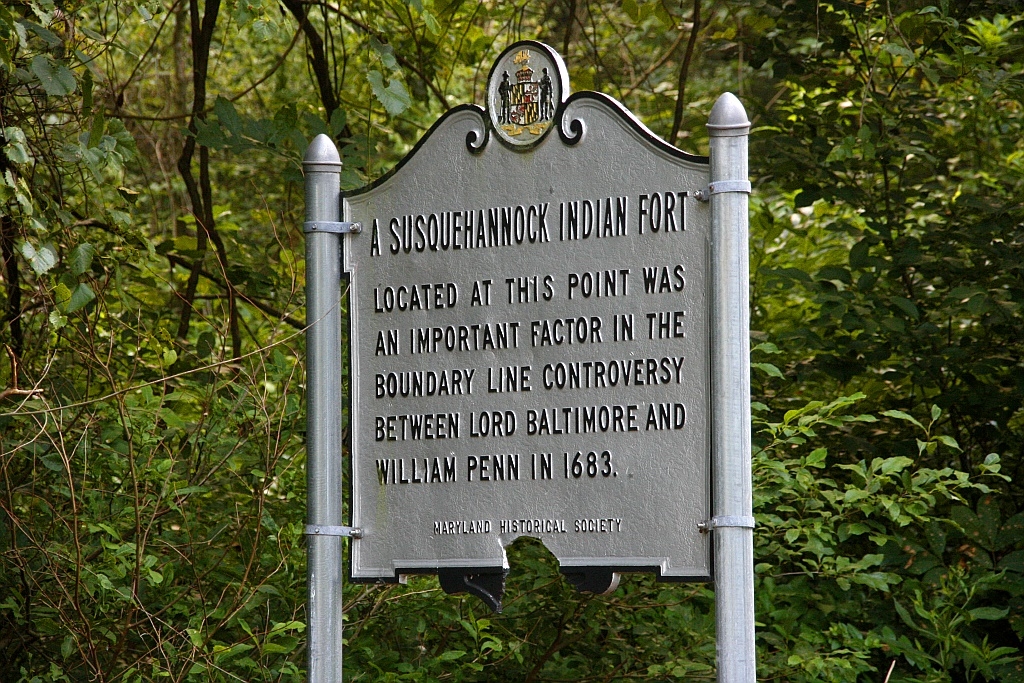 A SUSQUEHANNOCK INDIAN FORT
LOCATED AT THIS POINT WAS
AN IMPORTANT FACTOR IN THE
BOUNDARY LINE CONTROVERSY
BETWEEN LORD BALTIMORE AND
WILLIAM PENN IN 1683.
MARYLAND HISTORICAL SOCIETY